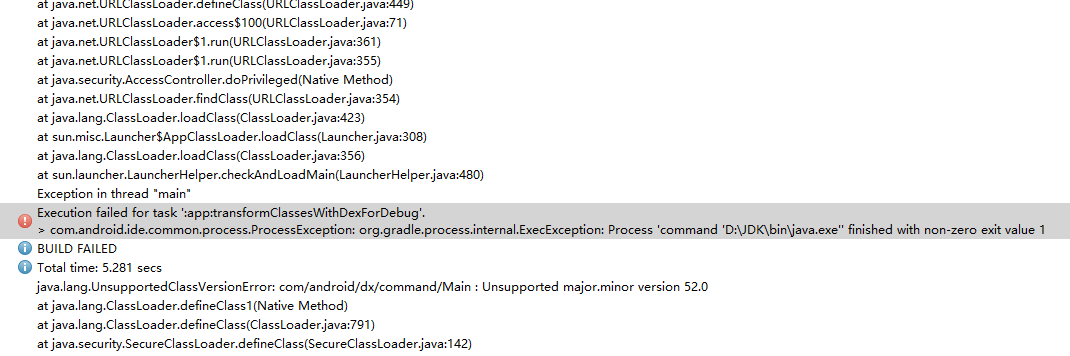 at java.net.URLClassLoader.defineClass(URLClassLoader.java:449)
at java.net.URLClassLoader.access$100(URLClassLoader.java:71)
at java.net.URLClassLoader$1.run(URLClassLoader.java:361)
at java.net.URLClassLoader$1.run(URLClassLoader.java:355)
at java.security.AccessController.doPrivileged(Native Method)
at java.net.URLClassLoader.findClass(URLClassLoader.java:354)
at java.lang.ClassLoader.loadClass(ClassLoader.java:423)
at sun.misc.Launcher$AppClassLoader.loadClass(Launcher.java:308)
at java.lang.ClassLoader.loadClass(ClassLoader.java:356)
at sun.launcher.LauncherHelper.checkAndLoadMain(LauncherHelper.java:480)
Exception in thread "main"
Execution failed for task ':app:transformClassesWithDexForDebug'.
> com.android.ide.common.process.ProcessException: org.gradle.process.internal.ExecException: Process 'command 'D:\JDK\bin\java.exe'' finished with non-zero exit value 1
BUILD FAILED
Total time: 5.281 secs
java.lang.UnsupportedClassVersionError: com/android/dx/command/Main : Unsupported major.minor version 52.0
at java.lang.ClassLoader.defineClass1(Native Method)
at java.lang.ClassLoader.defineClass(ClassLoader.java:791)
at java.security.SecureClassLoader.defineClass(SecureClassLoader.java:142)